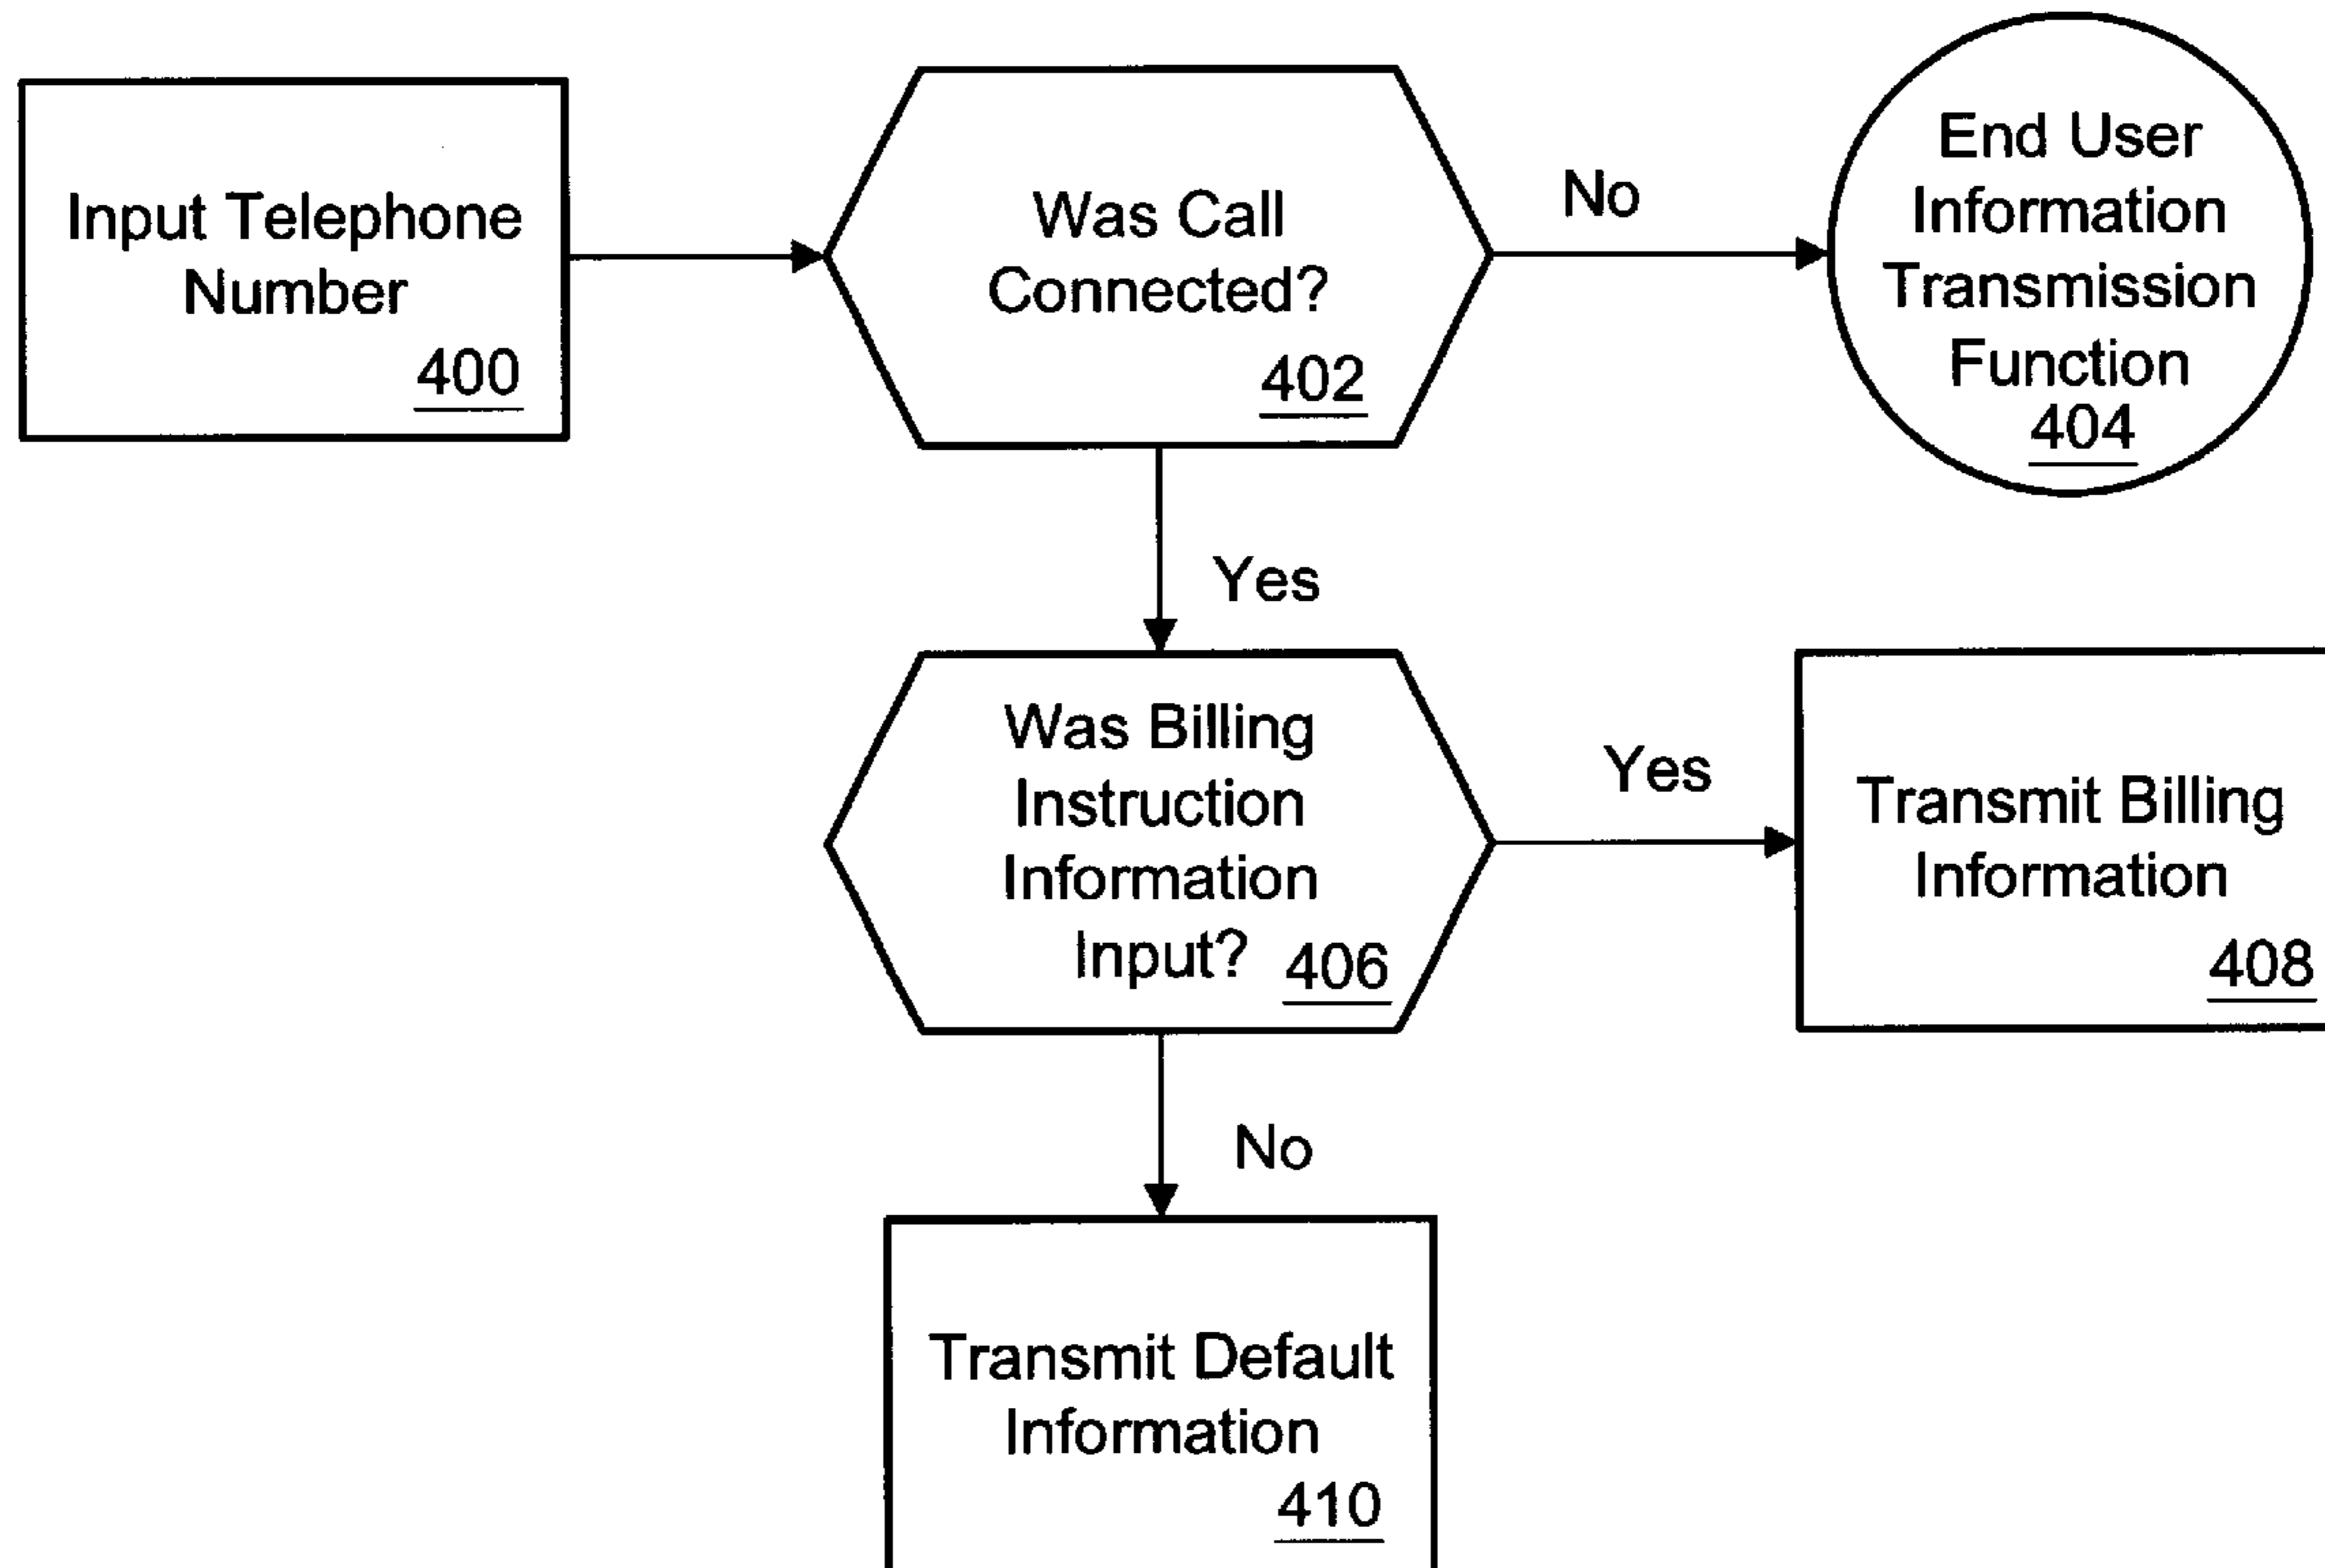 Input Telephone
Number
400
Was Call
Connected?
402
No
End User
Information
Transmission
Function
404
Yes
Was Billing
Instruction
Information
Input? 406
Yes
Transmit Billing
Information
408
No
Transmit Default
Information
410